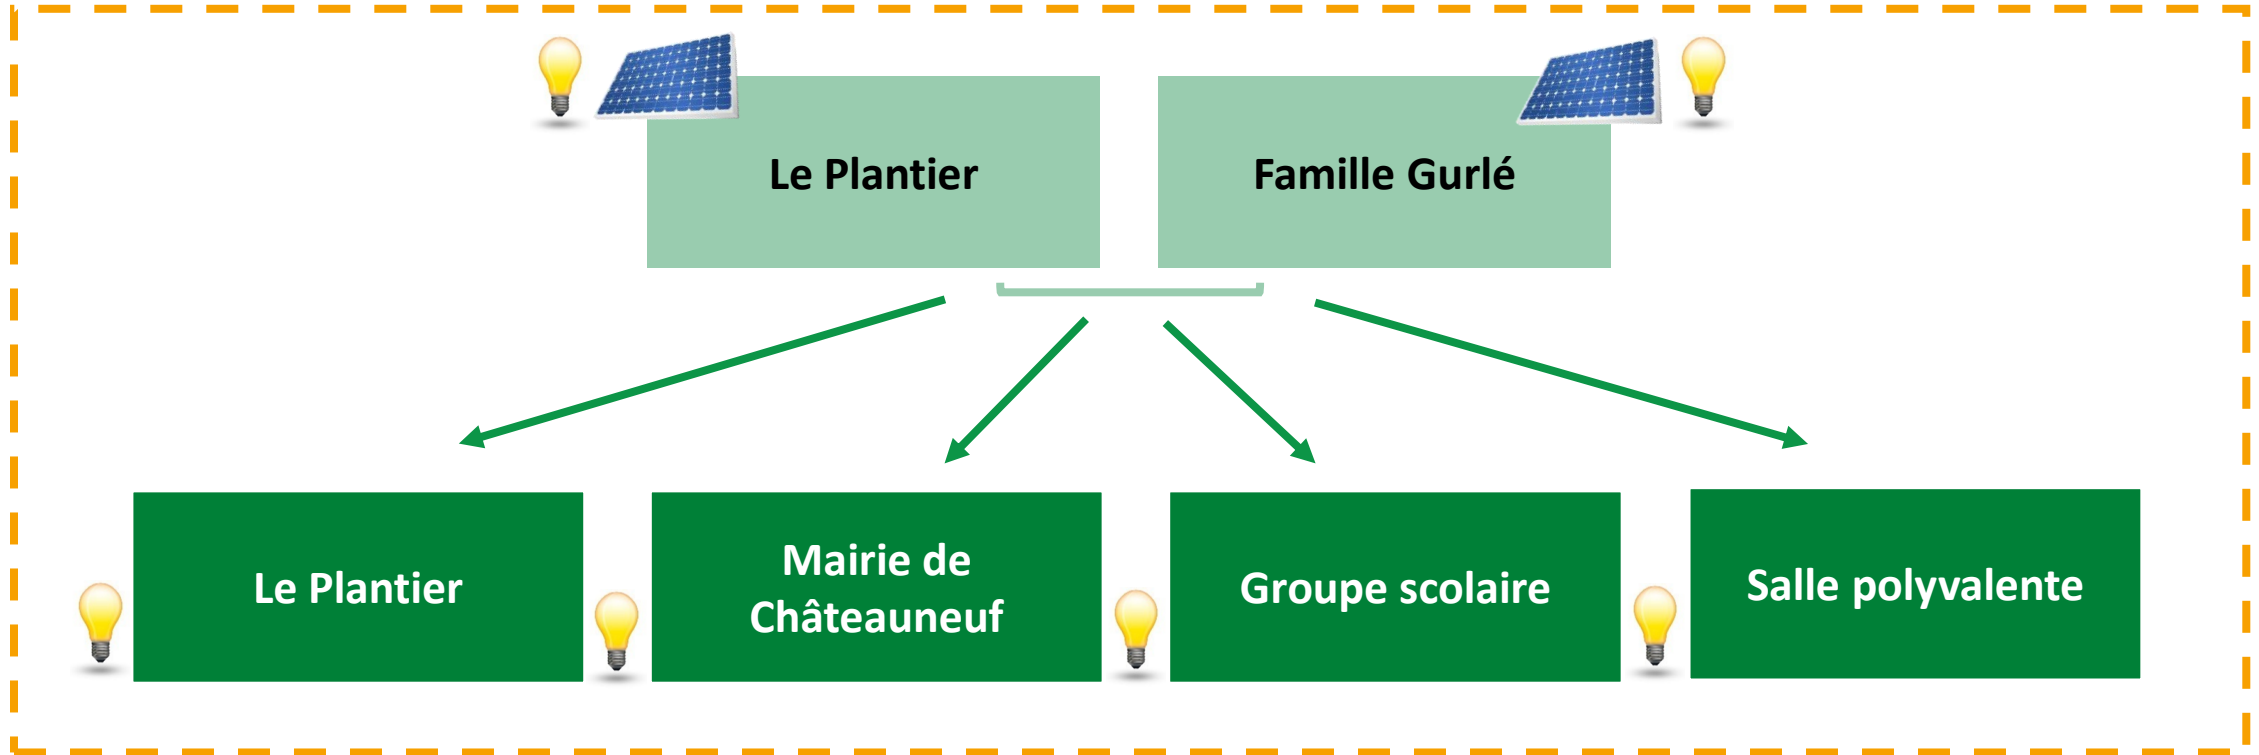 Le Plantier
Famille Gurlé
Le Plantier
Mairie de
Châteauneuf
Groupe scolaire
Salle polyvalente